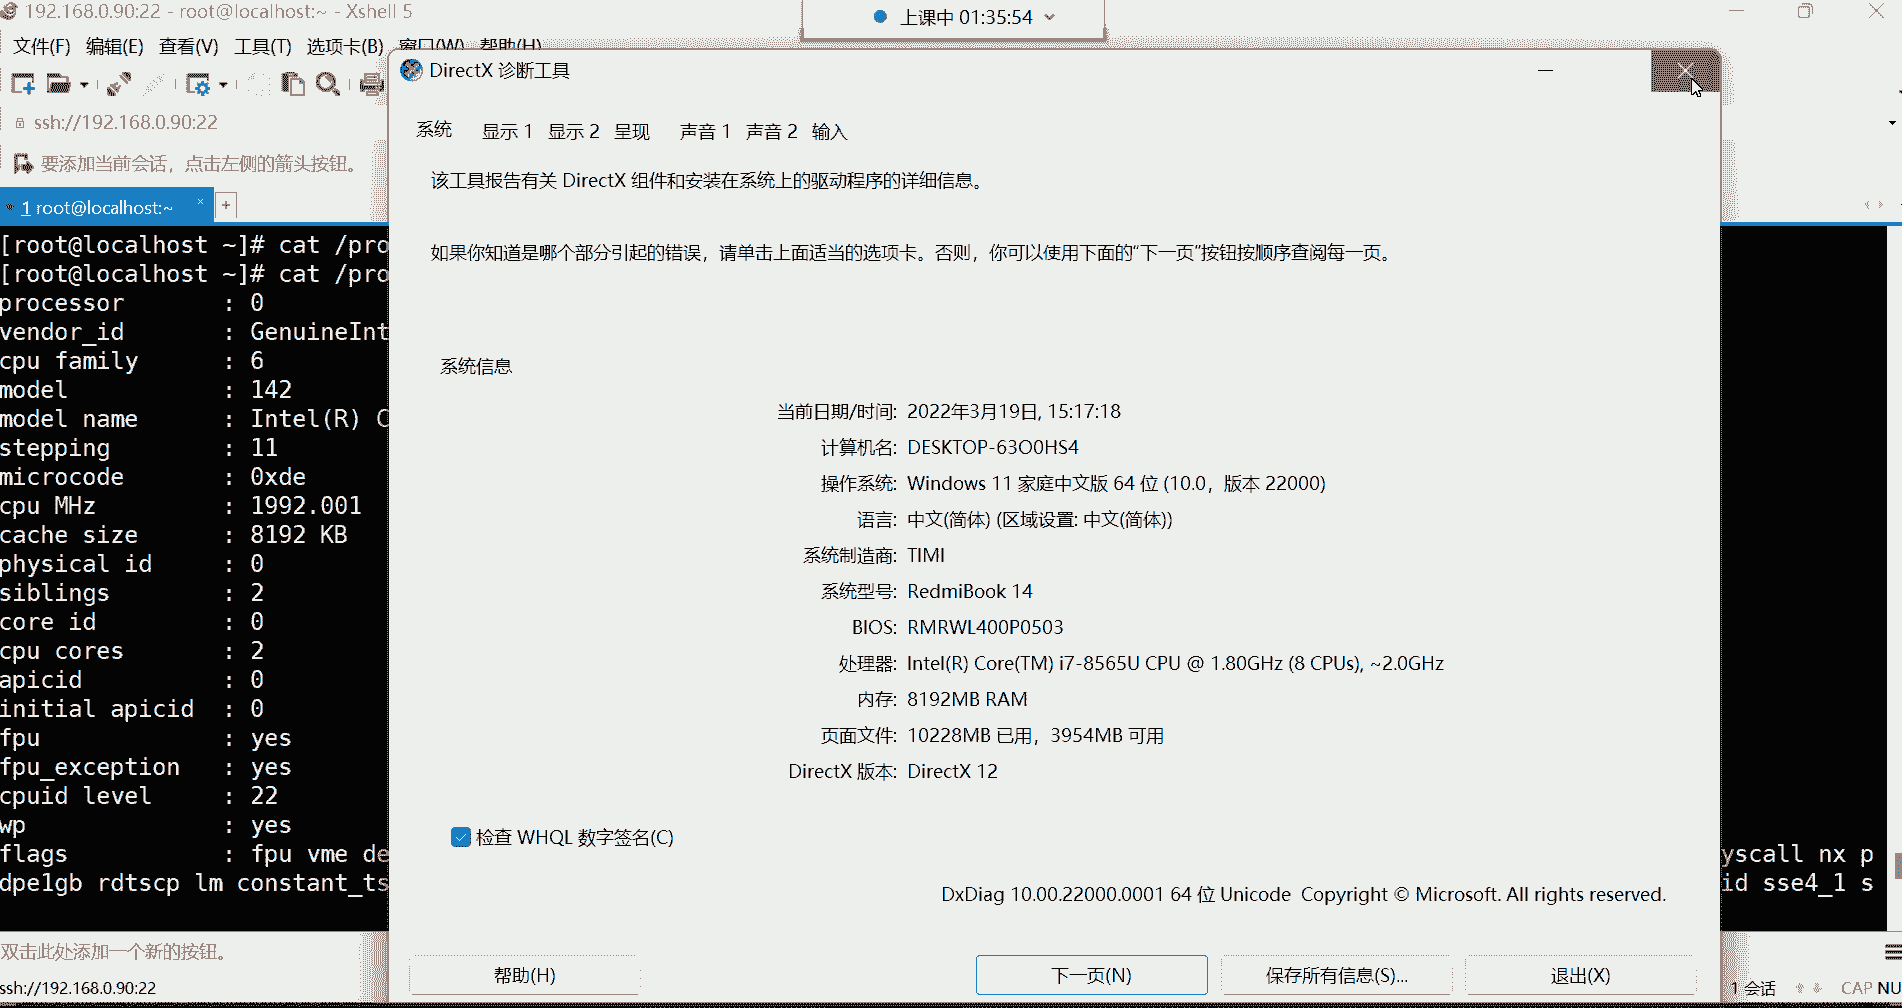 192.168.0.90:22 - root@localhost:~ - Xshell 5
上课中 01:35:54
文件(F) 编辑(E) 查看(V) 工具(T) 选项卡(B) 窗口(W) 帮助(H)
ssh://192.168.0.90:22
要添加当前会话，点击左侧的箭头按钮。
1 root@localhost:~
[root@localhost ~]# cat /pro
[root@localhost ~]# cat /pro
processor : 0
vendor_id : GenuineInt
cpu family : 6
model : 142
model name : Intel(R) C
stepping : 11
microcode : 0xde
cpu MHz : 1992.001
cache size : 8192 KB
physical id : 0
siblings : 2
core id : 0
cpu cores : 2
apicid : 0
initial apicid : 0
fpu : yes
fpu_exception : yes
cpuid level : 22
wp : yes
flags : fpu vme de
yscall nx p
dpe1gb rdtscp lm constant_ts
id sse4_1 s
双击此处添加一个新的按钮。
ssh://192.168.0.90:22
1 会话
CAP NU
DirectX 诊断工具
系统 显示 1 显示 2 呈现 声音 1 声音 2 输入
该工具报告有关 DirectX 组件和安装在系统上的驱动程序的详细信息。
如果你知道是哪个部分引起的错误，请单击上面适当的选项卡。否则，你可以使用下面的“下一页”按钮按顺序查阅每一页。
系统信息
当前日期/时间: 2022年3月19日, 15:17:18
计算机名: DESKTOP-63O0HS4
操作系统: Windows 11 家庭中文版 64 位 (10.0，版本 22000)
语言: 中文(简体) (区域设置: 中文(简体))
系统制造商: TIMI
系统型号: RedmiBook 14
BIOS: RMRWL400P0503
处理器: Intel(R) Core(TM) i7-8565U CPU @ 1.80GHz (8 CPUs), ~2.0GHz
内存: 8192MB RAM
页面文件: 10228MB 已用，3954MB 可用
DirectX 版本: DirectX 12
检查 WHQL 数字签名(C)
DxDiag 10.00.22000.0001 64 位 Unicode Copyright © Microsoft. All rights reserved.
帮助(H) 下一页(N) 保存所有信息(S)... 退出(X)